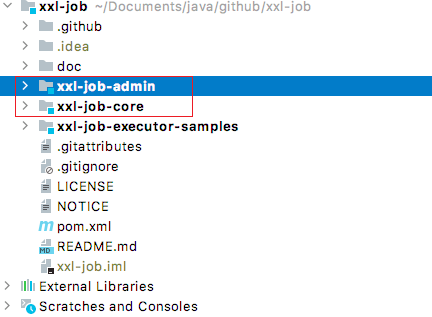 xxl-job ~/Documents/java/github/xxl-job
.github
.idea
doc
xxl-job-admin
xxl-job-core
xxl-job-executor-samples
.gitattributes
.gitignore
LICENSE
NOTICE
pom.xml
README.md
xxl-job.iml
External Libraries
Scratches and Consoles